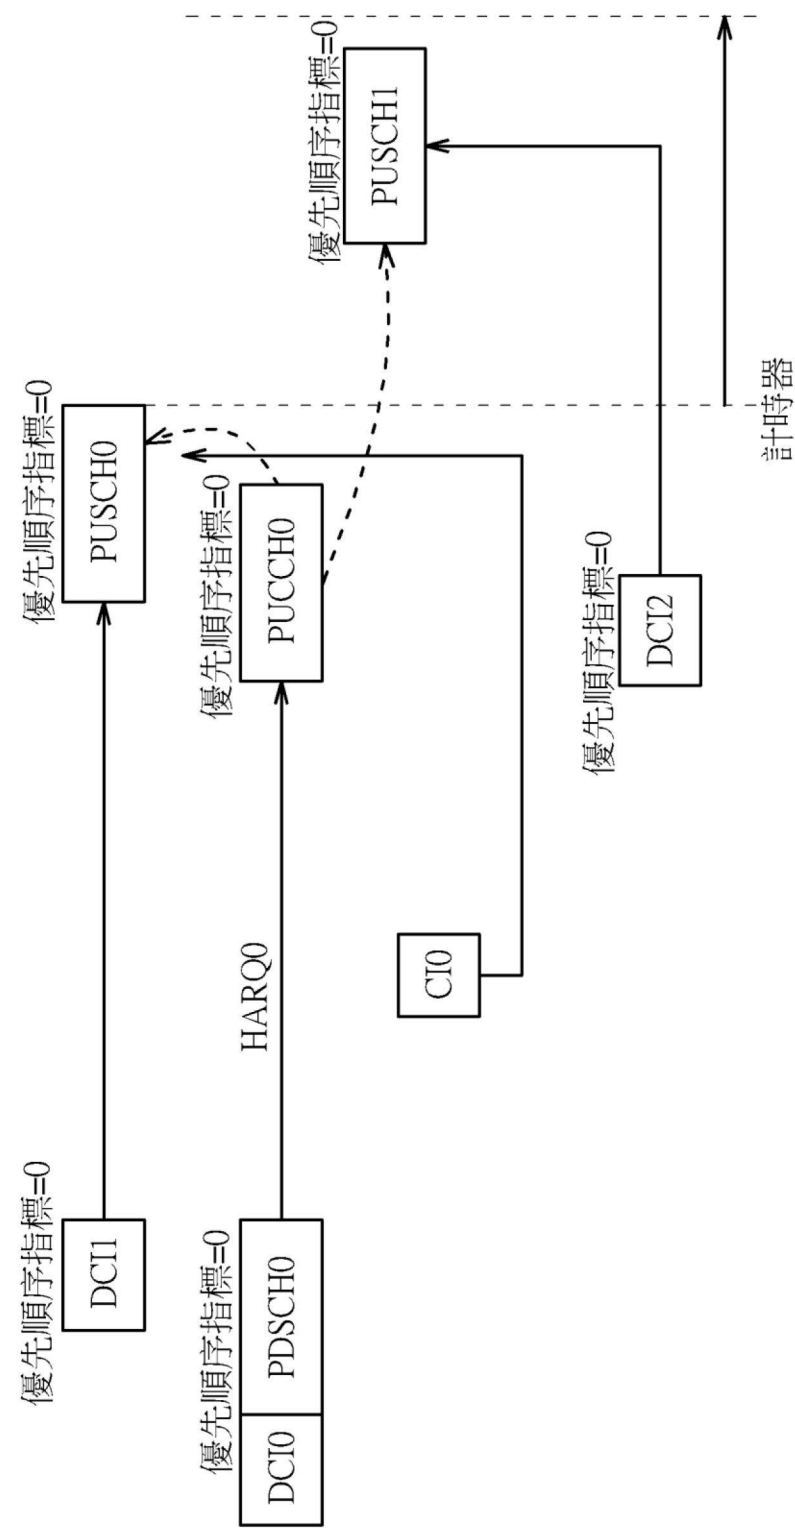 優先順序指標=0
DCI1
優先順序指標=0
PUSCH0
優先順序指標=0
DCI0
PDSCH0
HARQ0
優先順序指標=0
PUCCH0
優先順序指標=0
PUSCH1
CI0
優先順序指標=0
DCI2
計時器